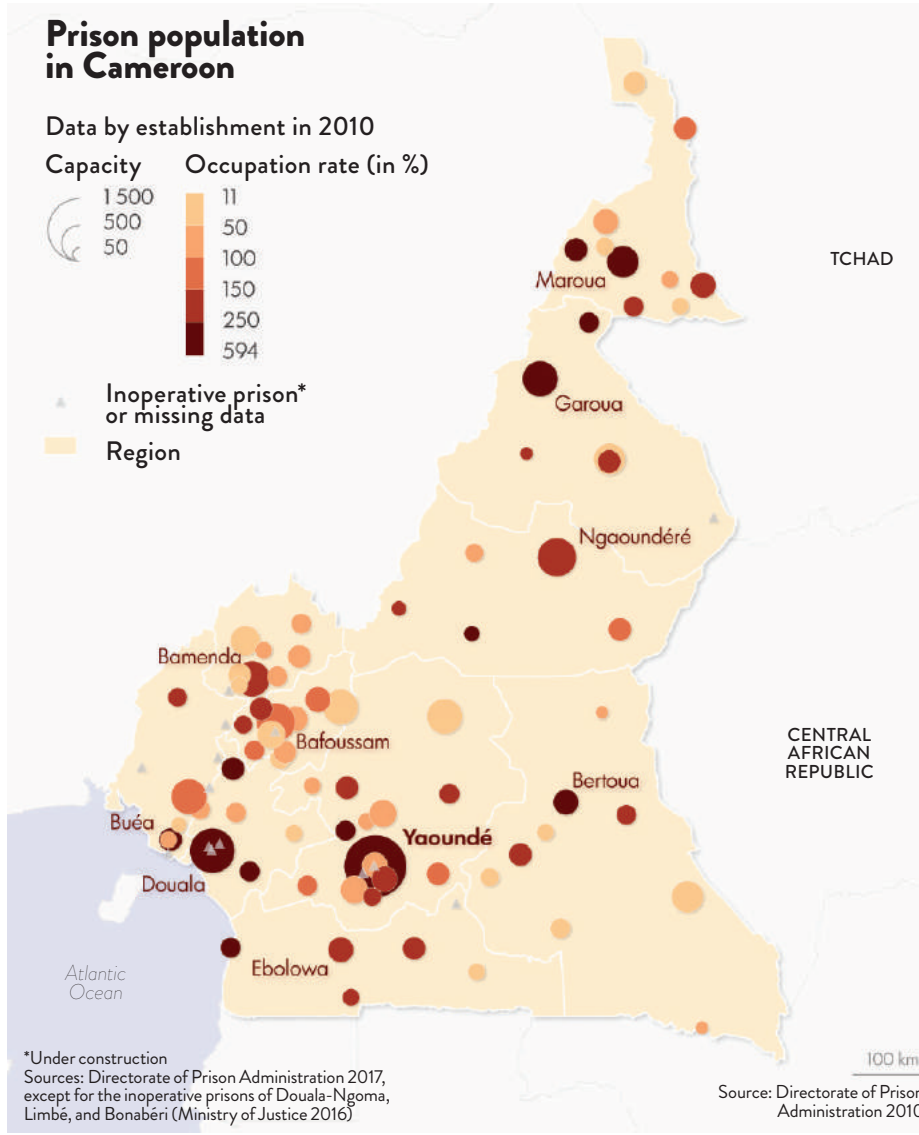 Prison population
in Cameroon
Data by establishment in 2010
Capacity
1 500
500
50
Occupation rate (in %)
11
50
100
150
250
594
Inoperative prison*
or missing data
Region
TCHAD
Maroua
Garoua
Ngaoundéré
Bamenda
Bafoussam
CENTRAL
AFRICAN
REPUBLIC
Bertoua
Buéa
Yaoundé
Douala
Ebolowa
Atlantic
Ocean
*Under construction
Sources: Directorate of Prison Administration 2017,
except for the inoperative prisons of Douala-Ngoma,
Limbé, and Bonabéri (Ministry of Justice 2016)
100 km
Source: Directorate of Prison
Administration 2010